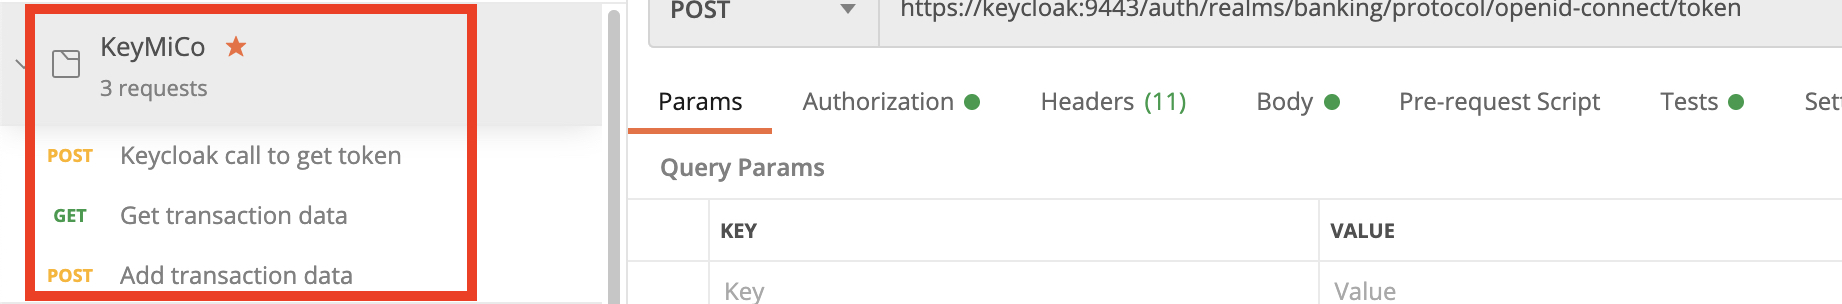 KeyMiCo
3 requests
POST Keycloak call to get token
GET Get transaction data
POST Add transaction data
POST https://keycloak:9443/auth/realms/banking/protocol/openid-connect/token
Params Authorization Headers (11) Body Pre-request Script Tests Sett
Query Params
KEY VALUE
Key Value